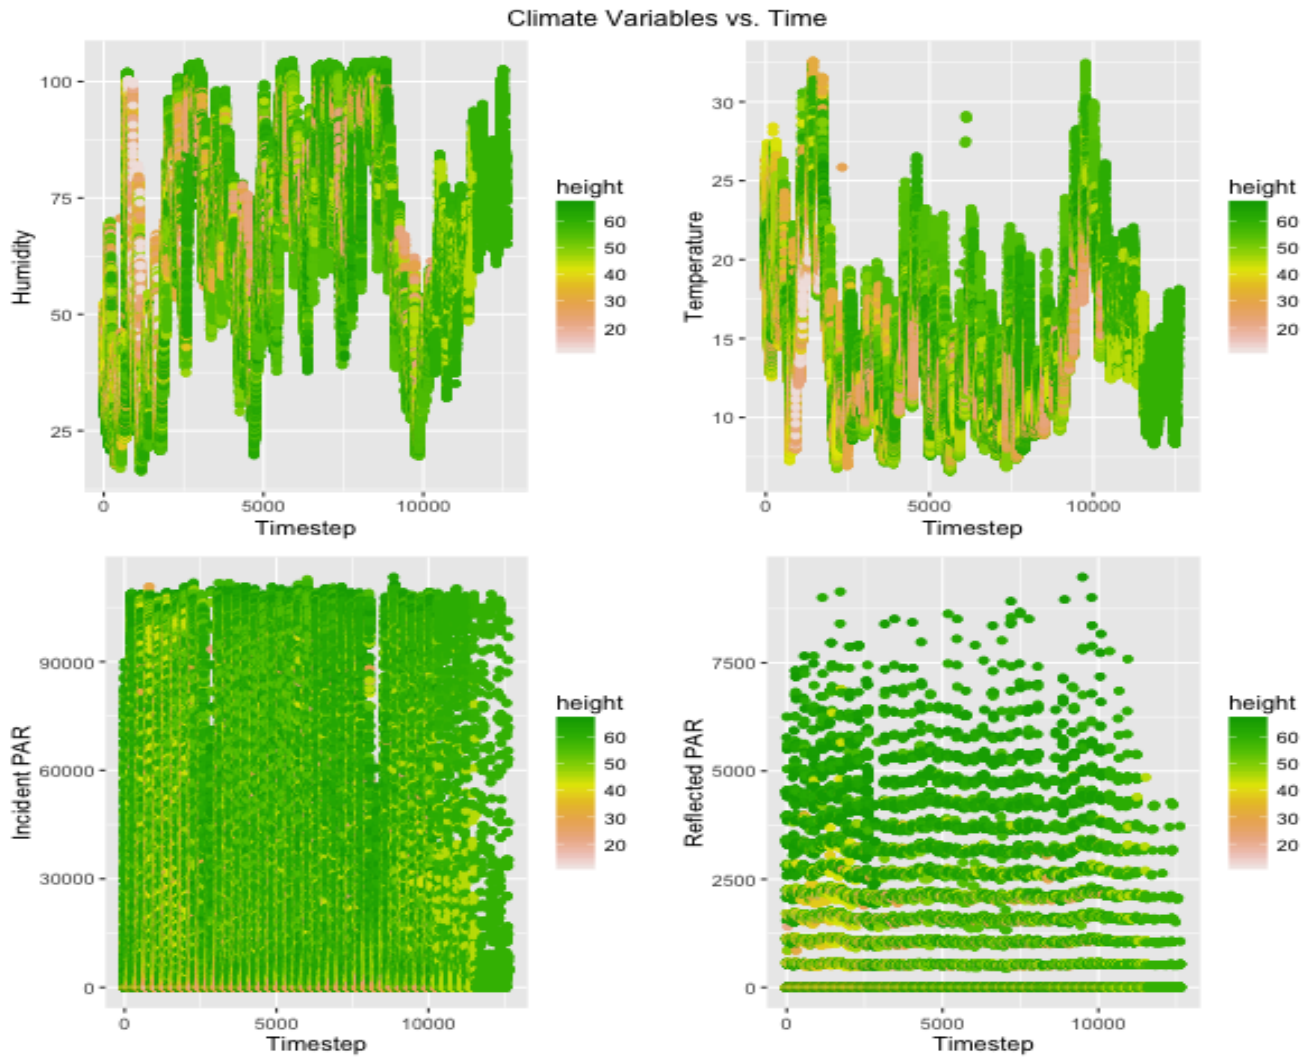 Climate Variables vs. Time
Humidity
100
75
50
25
0 5000 10000
Timestep
height
60
50
40
30
20
Temperature
30
25
20
15
10
0 5000 10000
Timestep
height
60
50
40
30
20
Incident PAR
90000
60000
30000
0
0 5000 10000
Timestep
height
60
50
40
30
20
Reflected PAR
7500
5000
2500
0
0 5000 10000
Timestep
height
60
50
40
30
20